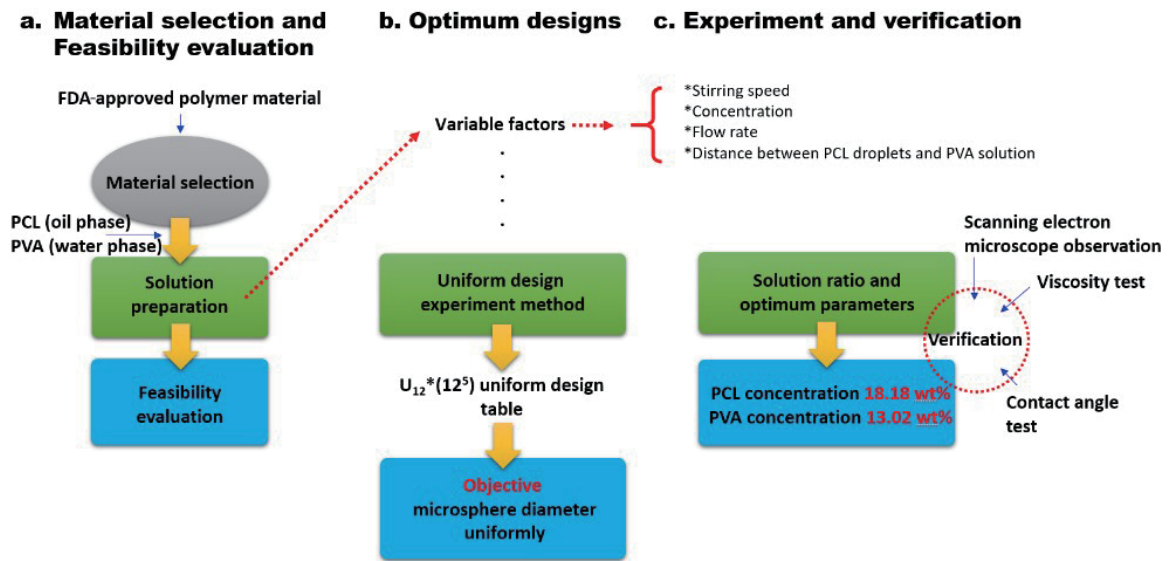 a. Material selection and
Feasibility evaluation
FDA-approved polymer material
Material selection
PCL (oil phase)
PVA (water phase)
Solution
preparation
Feasibility
evaluation
b. Optimum designs
Variable factors
Uniform design
experiment method
U₁₂*(12⁵) uniform design
table
Objective
microsphere diameter
uniformly
c. Experiment and verification
*Stirring speed
*Concentration
*Flow rate
*Distance between PCL droplets and PVA solution
Solution ratio and
optimum parameters
PCL concentration 18.18 wt%
PVA concentration 13.02 wt%
Scanning electron
microscope observation
Viscosity test
Verification
Contact angle
test